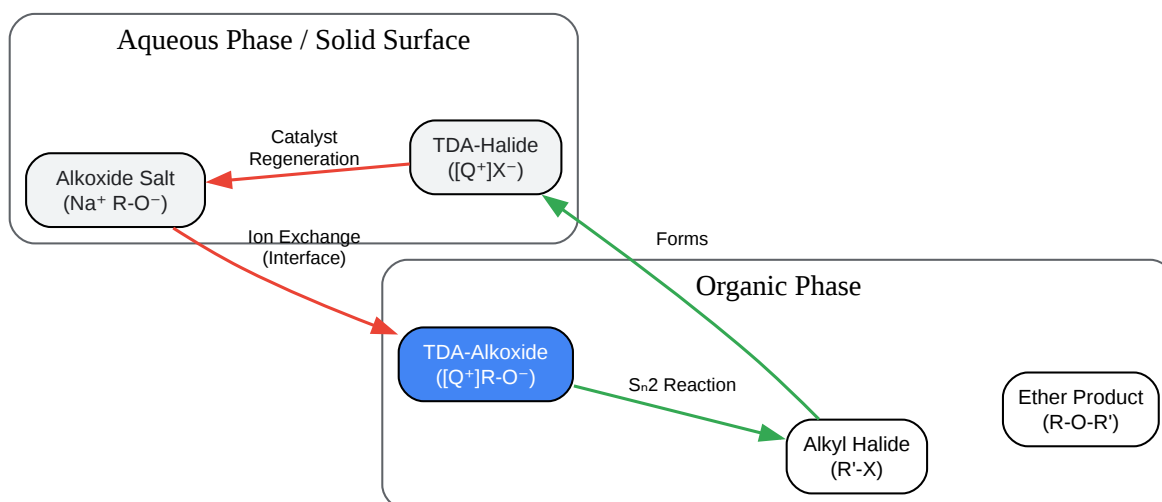 Aqueous Phase / Solid Surface
Catalyst
Regeneration
TDA-Halide
([Q⁺]X⁻)
Alkoxide Salt
(Na⁺ R-O⁻)
Ion Exchange
(Interface)
Forms
Organic Phase
TDA-Alkoxide
([Q⁺]R-O⁻)
Sₙ2 Reaction
Alkyl Halide
(R'-X)
Ether Product
(R-O-R')